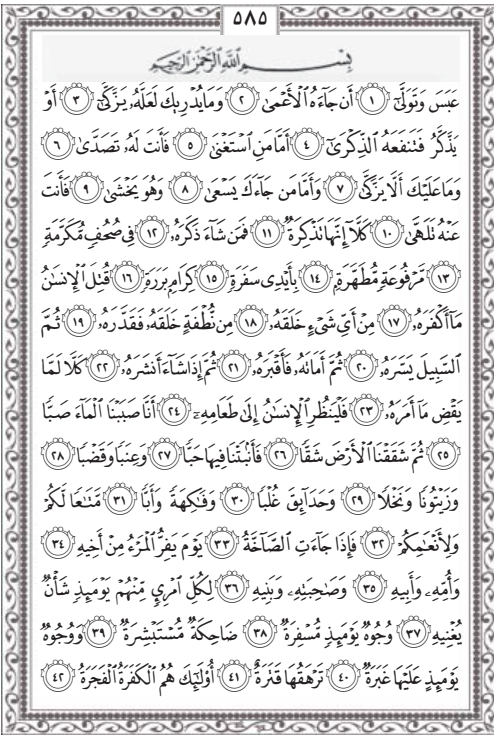 ٥٨٥
بِسْمِ اللَّهِ الرَّحْمَٰنِ الرَّحِيمِ
عَبَسَ وَتَوَلَّىٰٓ ١ أَن جَآءَهُ ٱلْأَعْمَىٰ ٢ وَمَا يُدْرِيكَ لَعَلَّهُۥ يَزَّكَّىٰٓ ٣ أَوْ
يَذَّكَّرُ فَتَنفَعَهُ ٱلذِّكْرَىٰٓ ٤ أَمَّا مَنِ ٱسْتَغْنَىٰ ٥ فَأَنتَ لَهُۥ تَصَدَّىٰ ٦
وَمَا عَلَيْكَ أَلَّا يَزَّكَّىٰ ٧ وَأَمَّا مَن جَآءَكَ يَسْعَىٰ ٨ وَهُوَ يَخْشَىٰ ٩ فَأَنتَ
عَنْهُ تَلَهَّىٰ ١٠ كَلَّآ إِنَّهَا تَذْكِرَةٌ ١١ فَمَن شَآءَ ذَكَرَهُۥ ١٢ فِى صُحُفٍ مُّكَرَّمَةٍ
١٣ مَّرْفُوعَةٍ مُّطَهَّرَةٍۭ ١٤ بِأَيْدِى سَفَرَةٍ ١٥ كِرَامٍۭ بَرَرَةٍ ١٦ قُتِلَ ٱلْإِنسَٰنُ
مَآ أَكْفَرَهُۥ ١٧ مِنْ أَىِّ شَىْءٍ خَلَقَهُۥ ١٨ مِن نُّطْفَةٍ خَلَقَهُۥ فَقَدَّرَهُۥ ١٩ ثُمَّ
ٱلسَّبِيلَ يَسَّرَهُۥ ٢٠ ثُمَّ أَمَاتَهُۥ فَأَقْبَرَهُۥ ٢١ ثُمَّ إِذَا شَآءَ أَنشَرَهُۥ ٢٢ كَلَّا لَمَّا
يَقْضِ مَآ أَمَرَهُۥ ٢٣ فَلْيَنظُرِ ٱلْإِنسَٰنُ إِلَىٰ طَعَامِهِۦٓ ٢٤ أَنَّا صَبَبْنَا ٱلْمَآءَ صَبًّا
٢٥ ثُمَّ شَقَقْنَا ٱلْأَرْضَ شَقًّا ٢٦ فَأَنۢبَتْنَا فِيهَا حَبًّا ٢٧ وَعِنَبًا وَقَضْبًا ٢٨
وَزَيْتُونًا وَنَخْلًا ٢٩ وَحَدَآئِقَ غُلْبًا ٣٠ وَفَٰكِهَةً وَأَبًّا ٣١ مَّتَٰعًا لَّكُمْ
وَلِأَنْعَٰمِكُمْ ٣٢ فَإِذَا جَآءَتِ ٱلصَّآخَّةُ ٣٣ يَوْمَ يَفِرُّ ٱلْمَرْءُ مِنْ أَخِيهِ ٣٤
وَأُمِّهِۦ وَأَبِيهِ ٣٥ وَصَٰحِبَتِهِۦ وَبَنِيهِ ٣٦ لِكُلِّ ٱمْرِئٍ مِّنْهُمْ يَوْمَئِذٍ شَأْنٌ
يُغْنِيهِ ٣٧ وُجُوهٌ يَوْمَئِذٍ مُّسْفِرَةٌ ٣٨ ضَاحِكَةٌ مُّسْتَبْشِرَةٌ ٣٩ وَوُجُوهٌ
يَوْمَئِذٍ عَلَيْهَا غَبَرَةٌ ٤٠ تَرْهَقُهَا قَتَرَةٌ ٤١ أُو۟لَٰٓئِكَ هُمُ ٱلْكَفَرَةُ ٱلْفَجَرَةُ ٤٢